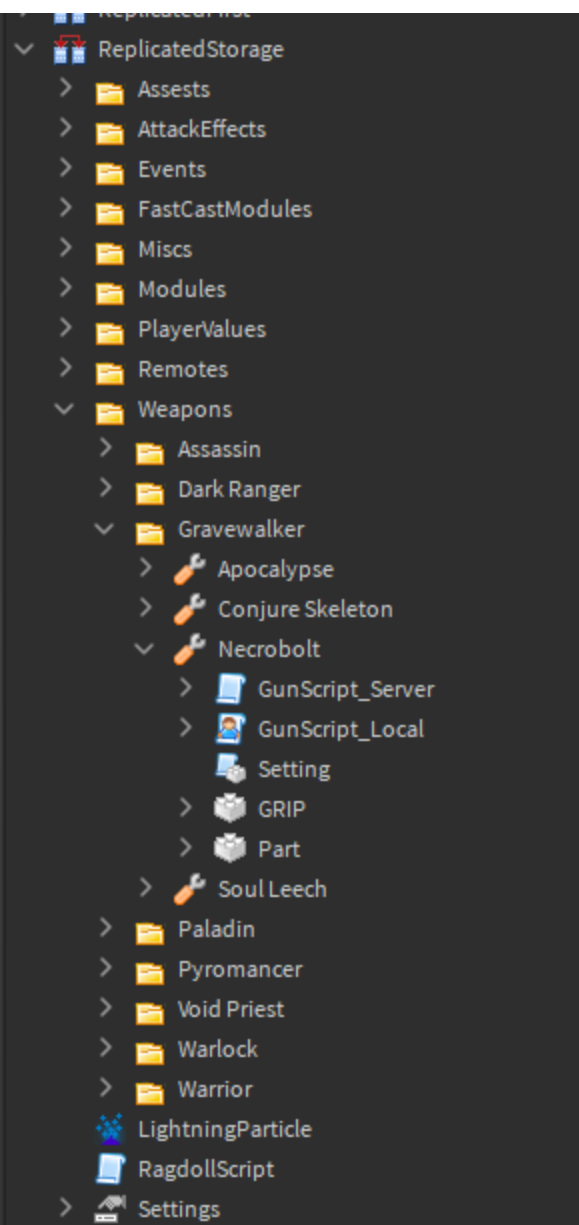 ReplicatedFirst
ReplicatedStorage
Assests
AttackEffects
Events
FastCastModules
Miscs
Modules
PlayerValues
Remotes
Weapons
Assassin
Dark Ranger
Gravewalker
Apocalypse
Conjure Skeleton
Necrobolt
GunScript_Server
GunScript_Local
Setting
GRIP
Part
Soul Leech
Paladin
Pyromancer
Void Priest
Warlock
Warrior
LightningParticle
RagdollScript
Settings